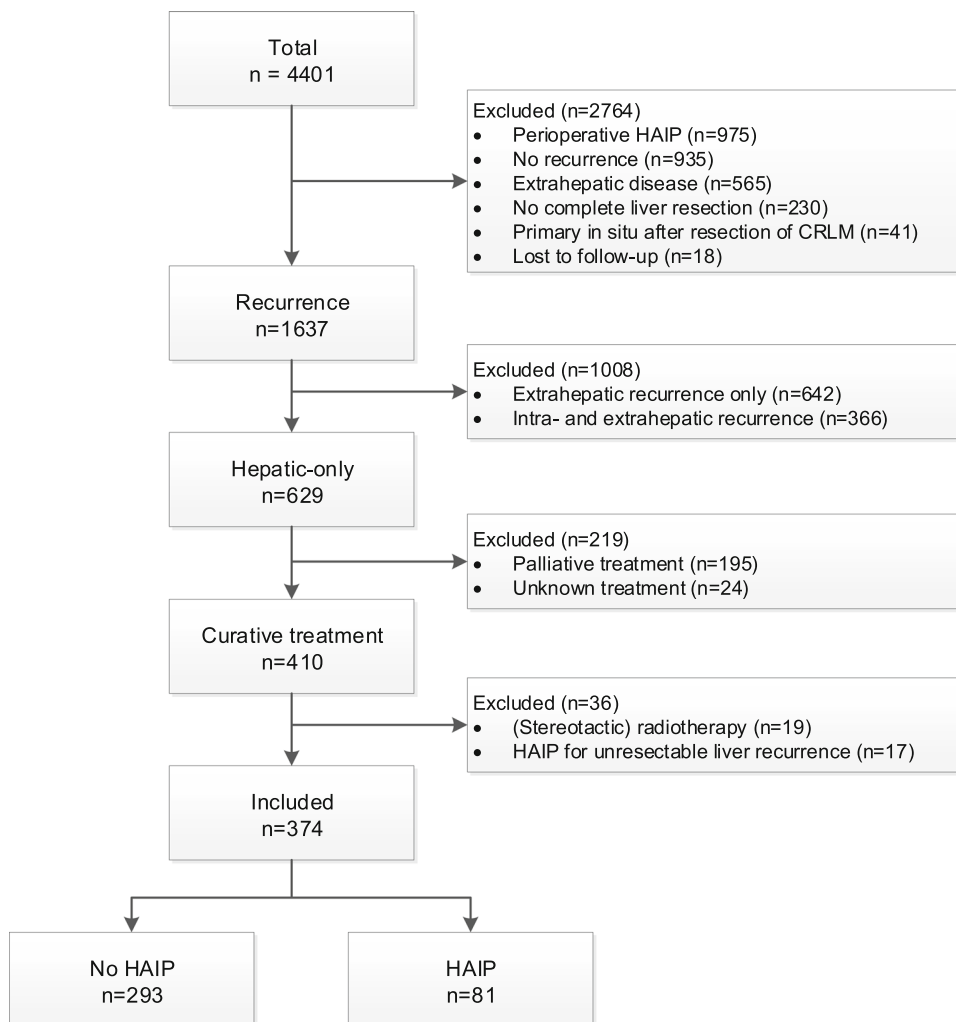 Total
n = 4401
Excluded (n=2764)
• Perioperative HAIP (n=975)
• No recurrence (n=935)
• Extrahepatic disease (n=565)
• No complete liver resection (n=230)
• Primary in situ after resection of CRLM (n=41)
• Lost to follow-up (n=18)
Recurrence
n=1637
Excluded (n=1008)
• Extrahepatic recurrence only (n=642)
• Intra- and extrahepatic recurrence (n=366)
Hepatic-only
n=629
Excluded (n=219)
• Palliative treatment (n=195)
• Unknown treatment (n=24)
Curative treatment
n=410
Excluded (n=36)
• (Stereotactic) radiotherapy (n=19)
• HAIP for unresectable liver recurrence (n=17)
Included
n=374
No HAIP
n=293
HAIP
n=81